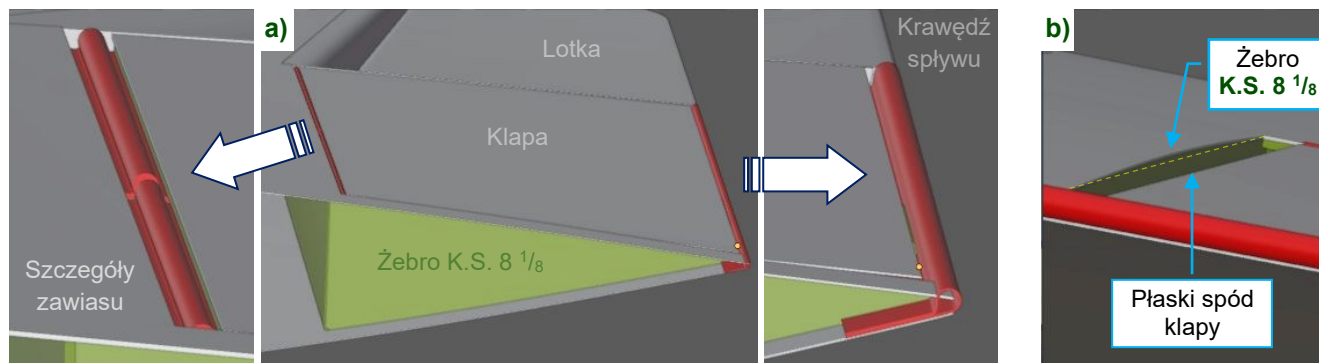 a)
Lotka
Klapa
Żebro K.S. 8 1/8
Szczegóły
zawiasu
Krawędź
spływu
b)
Żebro
K.S. 8 1/8
Płaski spód
klapy